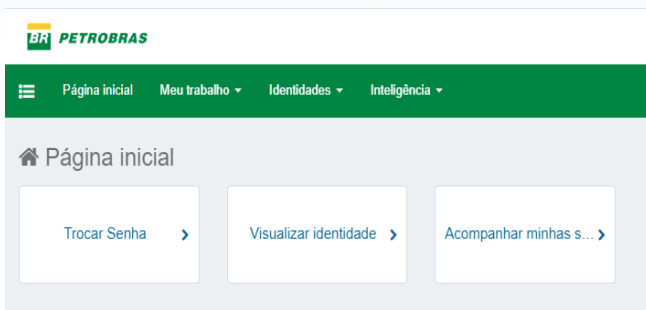 BR PETROBRAS
Página inicial Meu trabalho Identidades Inteligência
Página inicial
Trocar Senha Visualizar identidade Acompanhar minhas s...